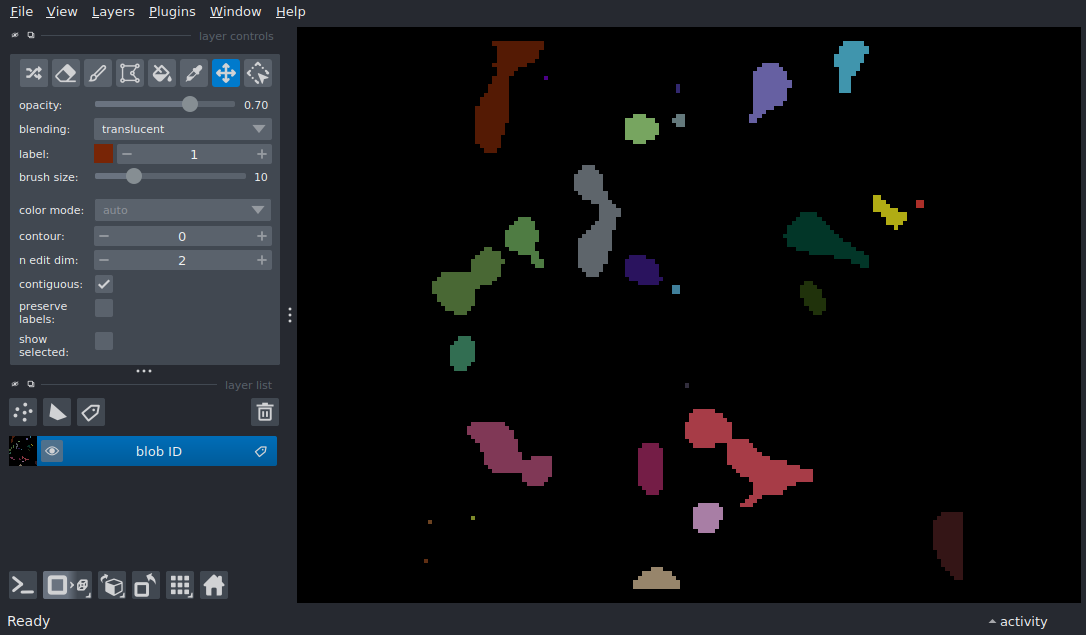 File View Layers Plugins Window Help
layer controls
opacity: 0.70
blending: translucent
label: 1
brush size: 10
color mode: auto
contour: 0
n edit dim: 2
contiguous:
preserve
labels:
show
selected:
layer list
blob ID
Ready
activity